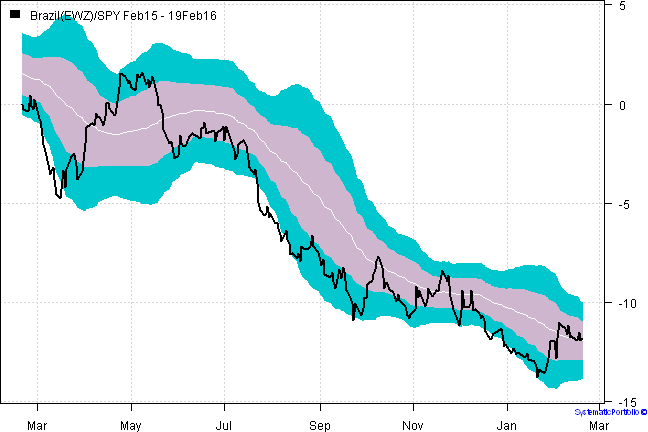 Brazil(EWZ)/SPY Feb15 - 19Feb16
5
0
-5
-10
-15
SystematicPortfolio ©
Mar May Jul Sep Nov Jan Mar